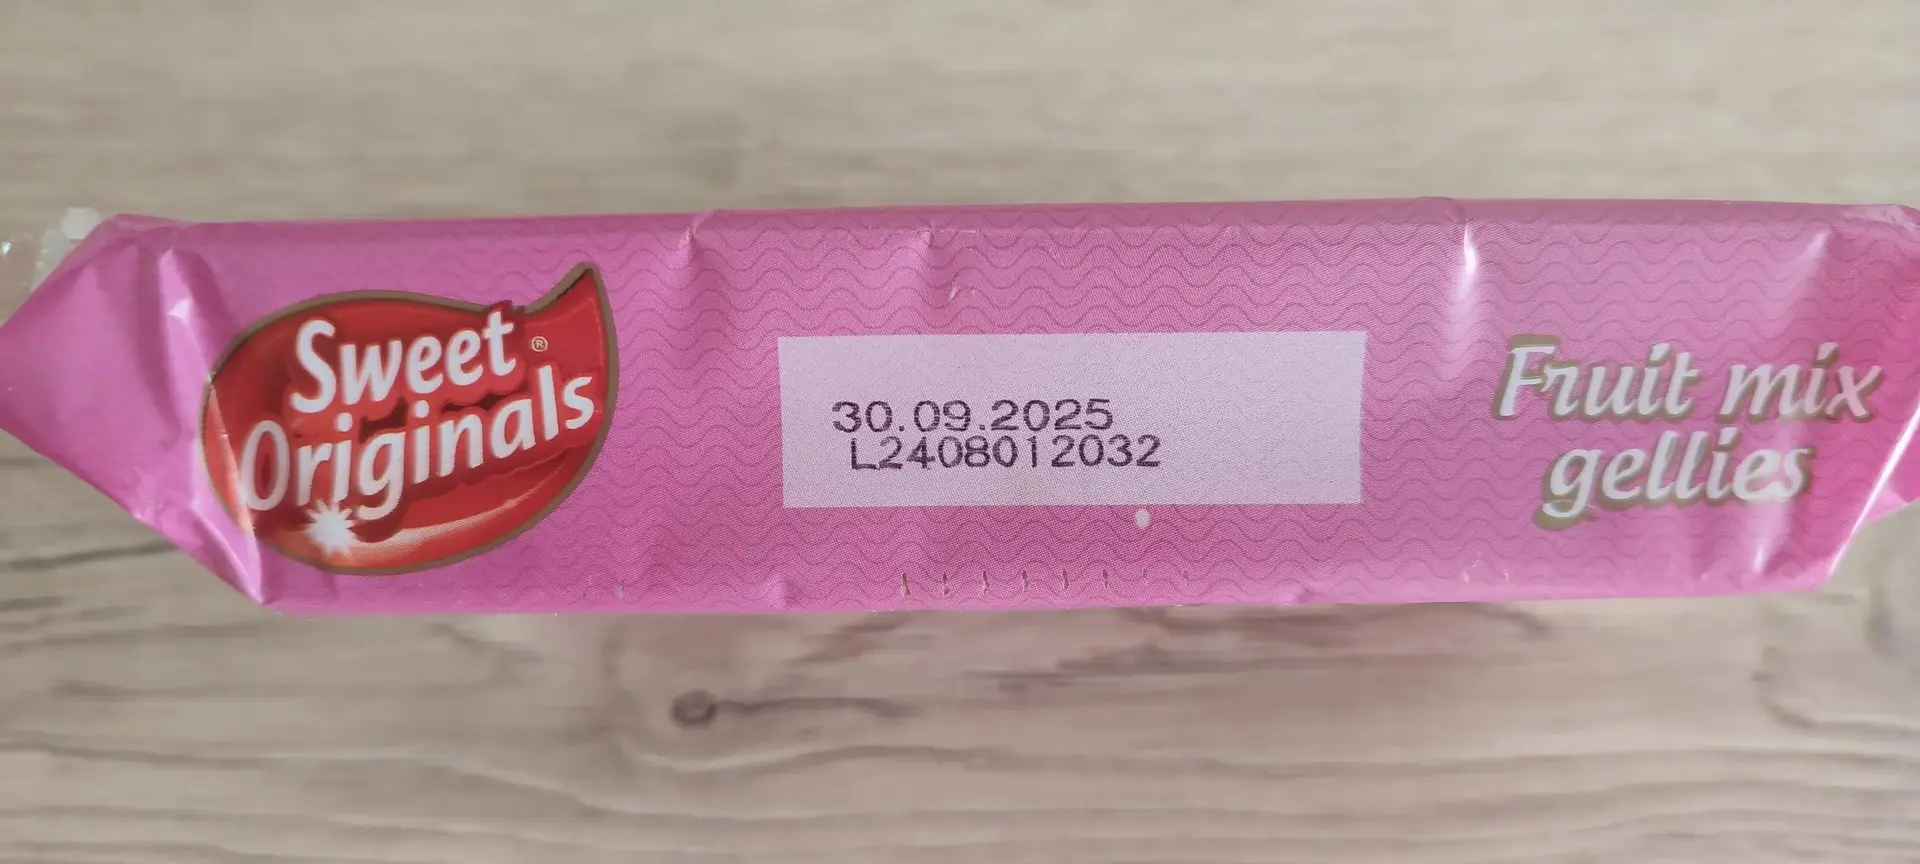 Sweet ®
Originals
30.09.2025
L2408012032
Fruit mix
gellies